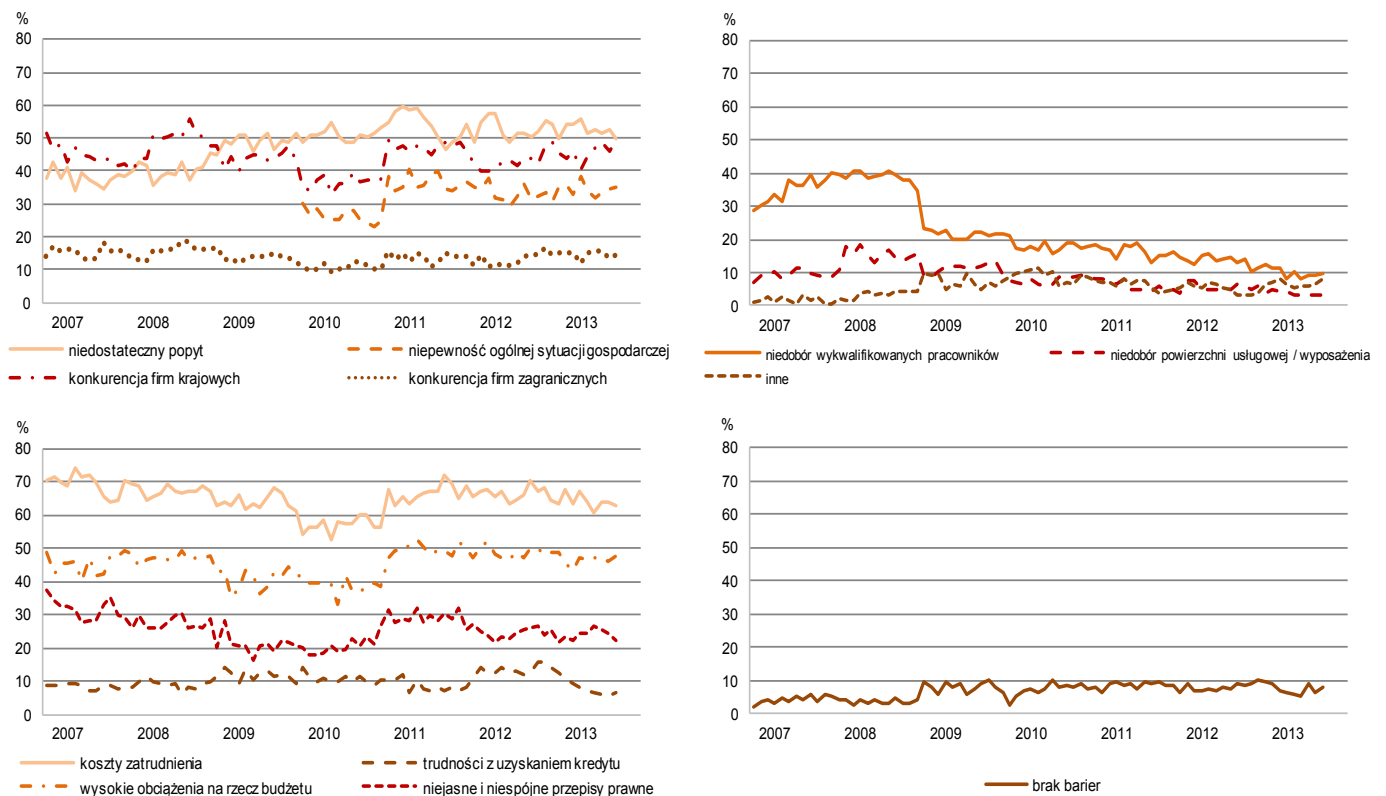 %
80
70
60
50
40
30
20
10
0
2007 2008 2009 2010 2011 2012 2013
niedostateczny popyt
niepewność ogólnej sytuacji gospodarczej
konkurencja firm krajowych
konkurencja firm zagranicznych
%
80
70
60
50
40
30
20
10
0
2007 2008 2009 2010 2011 2012 2013
niedobór wykwalifikowanych pracowników
niedobór powierzchni usługowej / wyposażenia
inne
%
80
70
60
50
40
30
20
10
0
2007 2008 2009 2010 2011 2012 2013
koszty zatrudnienia
trudności z uzyskaniem kredytu
wysokie obciążenia na rzecz budżetu
niejasne i niespójne przepisy prawne
%
80
70
60
50
40
30
20
10
0
2007 2008 2009 2010 2011 2012 2013
brak barier